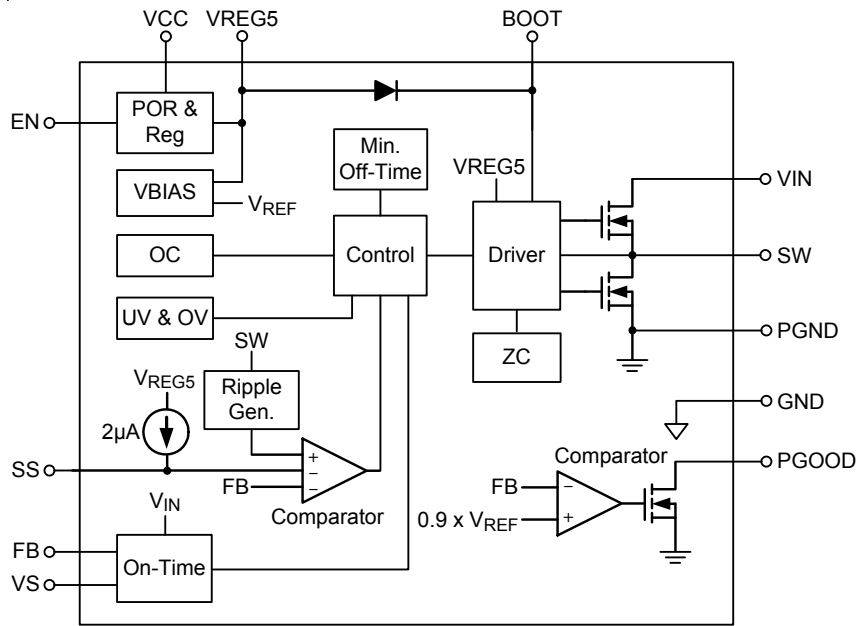 VCC VREG5 BOOT
EN
POR &
Reg
Min.
Off-Time
VREG5
VIN
VBIAS
VREF
OC
Control
Driver
SW
UV & OV
PGND
SW
ZC
VREG5
Ripple
Gen.
GND
2µA
+
Comparator
PGOOD
SS
−
FB
−
FB
−
Comparator
VIN
0.9 x VREF
+
FB
On-Time
VS